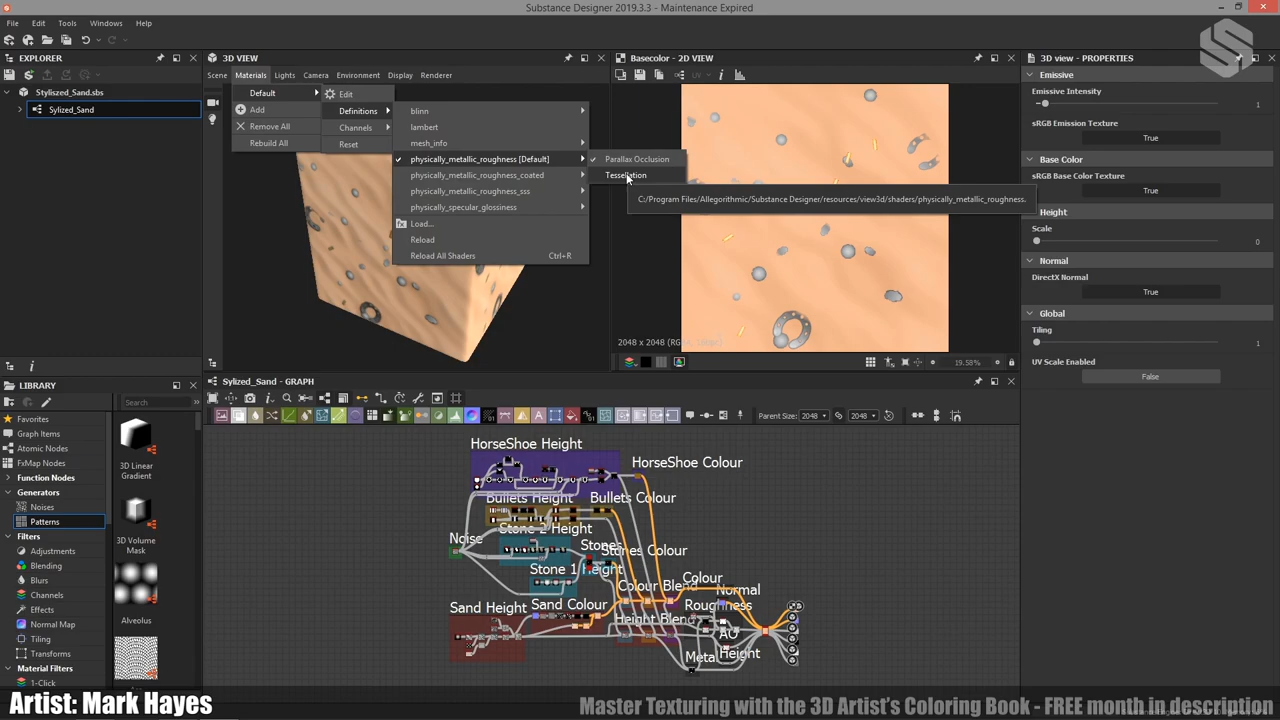 Substance Designer 2019.3.3 - Maintenance Expired
File Edit Tools Windows Help
EXPLORER
Styliszed_Sand.sbs
Sylized_Sand
3D VIEW
Scene Materials Lights Camera Environment Display Renderer
Default
Add
Remove All
Rebuild All
Edit
Definitions
Channels
Reset
blinn
lambert
mesh_info
physically_metallic_roughness [Default]
physically_metallic_roughness_coated
physically_metallic_roughness_sss
physically_specular_glossiness
Load...
Reload
Reload All Shaders Ctrl+R
Parallax Occlusion
Tessellation
C:/Program Files/Allegorithmic/Substance Designer/resources/view3d/shaders/physically_metallic_roughness.
Basecolor - 2D VIEW
2048 x 2048
19.58%
3D view - PROPERTIES
Emissive
Emissive Intensity
1
sRGB Emission Texture
True
Base Color
sRGB Base Color Texture
True
Height
Scale
0
Normal
DirectX Normal
True
Global
Tiling
1
UV Scale Enabled
False
LIBRARY
Search
Favorites
Graph Items
Atomic Nodes
FxMap Nodes
Function Nodes
Generators
Noises
Patterns
Filters
Adjustments
Blending
Blurs
Channels
Effects
Normal Map
Tiling
Transforms
Material Filters
1-Click
3D Linear
Gradient
3D Volume
Mask
Alveolus
Sylized_Sand - GRAPH
Parent Size: 2048 2048
HorseShoe Height
HorseShoe Colour
Bullets Height
Bullets Colour
Stone 2 Height
Noise
Stones
Stones Colour
Stone 1 Height
Colour
Colour Blend
Normal
Sand Height
Sand Colour
Roughness
Height Blend
AO
Metal
Height
Artist: Mark Hayes
Master Texturing with the 3D Artist's Coloring Book - FREE month in description